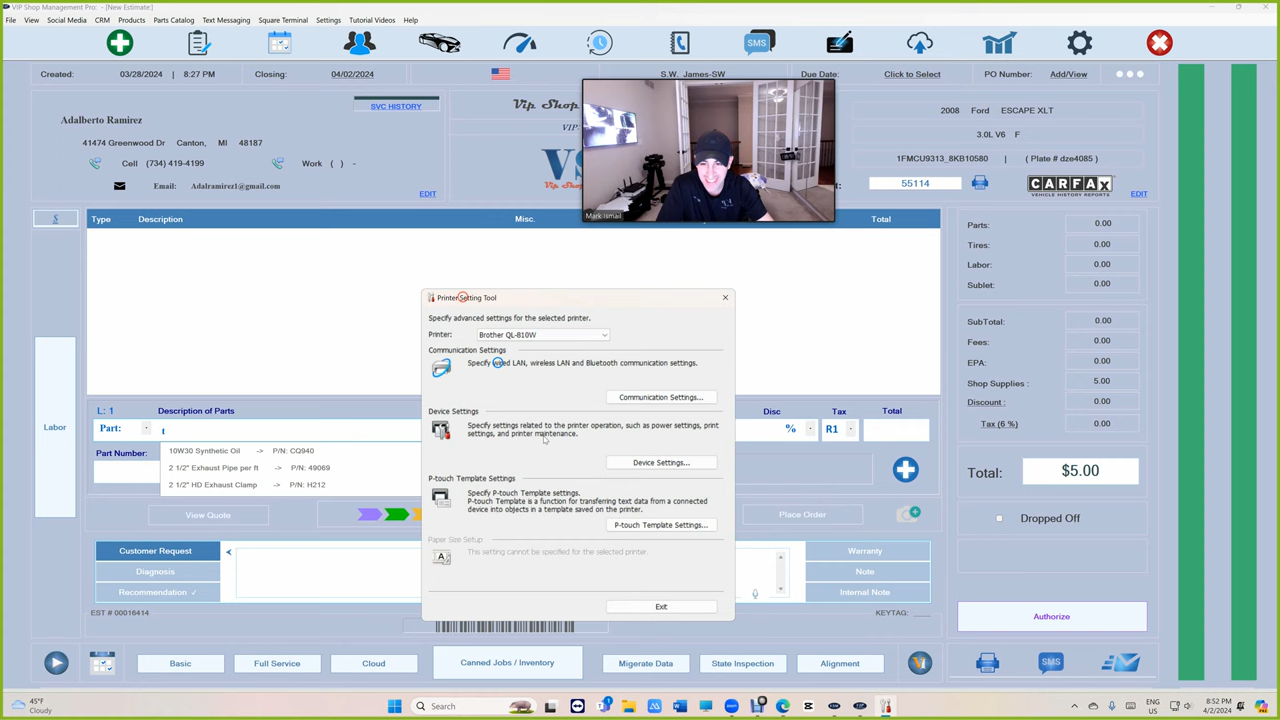 VIP Shop Management Pro: - [New Estimate:
File View Social Media CRM Products Parts Catalog Text Messaging Square Terminal Settings Tutorial Videos Help
SMS
Created: 03/28/2024 | 8:27 PM Closing: 04/02/2024 S.W. James-SW Due Date: Click to Select PO Number: Add/View
SVC HISTORY
Adalberto Ramirez
41474 Greenwood Dr
Canton, MI 48187
Cell (734) 419-4199 Work ( ) -
Email: Adalramirez1@gmail.com
EDIT
Vip Shop
VIP
Vip Shop
Mark Ismail
2008 Ford ESCAPE XLT
3.0L V6 F
1FMCU9313_8KB10580 ( Plate # dze4085 )
55114
CARFAX
VEHICLE HISTORY REPORTS
EDIT
$ Type Description Misc. Total
Labor
L: 1 Description of Parts Disc Tax Total
Part: t % R1
Part Number:
10W30 Synthetic Oil -> P/N: CQ940
2 1/2" Exhaust Pipe per ft -> P/N: 49069
2 1/2" HD Exhaust Clamp -> P/N: H212
View Quote
Place Order
Printer Setting Tool
Specify advanced settings for the selected printer.
Printer: Brother QL-810W
Communication Settings
Specify wired LAN, wireless LAN and Bluetooth communication settings.
Communication Settings...
Device Settings
Specify settings related to the printer operation, such as power settings, print
settings, and printer maintenance.
Device Settings...
P-touch Template Settings
Specify P-touch Template settings.
P-touch Template is a function for transferring text data from a connected
device into objects in a template saved on the printer.
P-touch Template Settings...
Paper Size Setup
This setting cannot be specified for the selected printer.
Exit
Parts: 0.00
Tires: 0.00
Labor: 0.00
Sublet: 0.00
SubTotal: 0.00
Fees: 0.00
EPA: 0.00
Shop Supplies : 5.00
Discount : 0.00
Tax (6 %) 0.00
Total: $5.00
Dropped Off
Authorize
Customer Request
Diagnosis
Recommendation ✓
Warranty
Note
Internal Note
EST # 00016414 KEYTAG:
Basic Full Service Cloud Canned Jobs / Inventory Migerate Data State Inspection Alignment SMS
45°F
Cloudy
Search
ENG
US
8:52 PM
4/2/2024